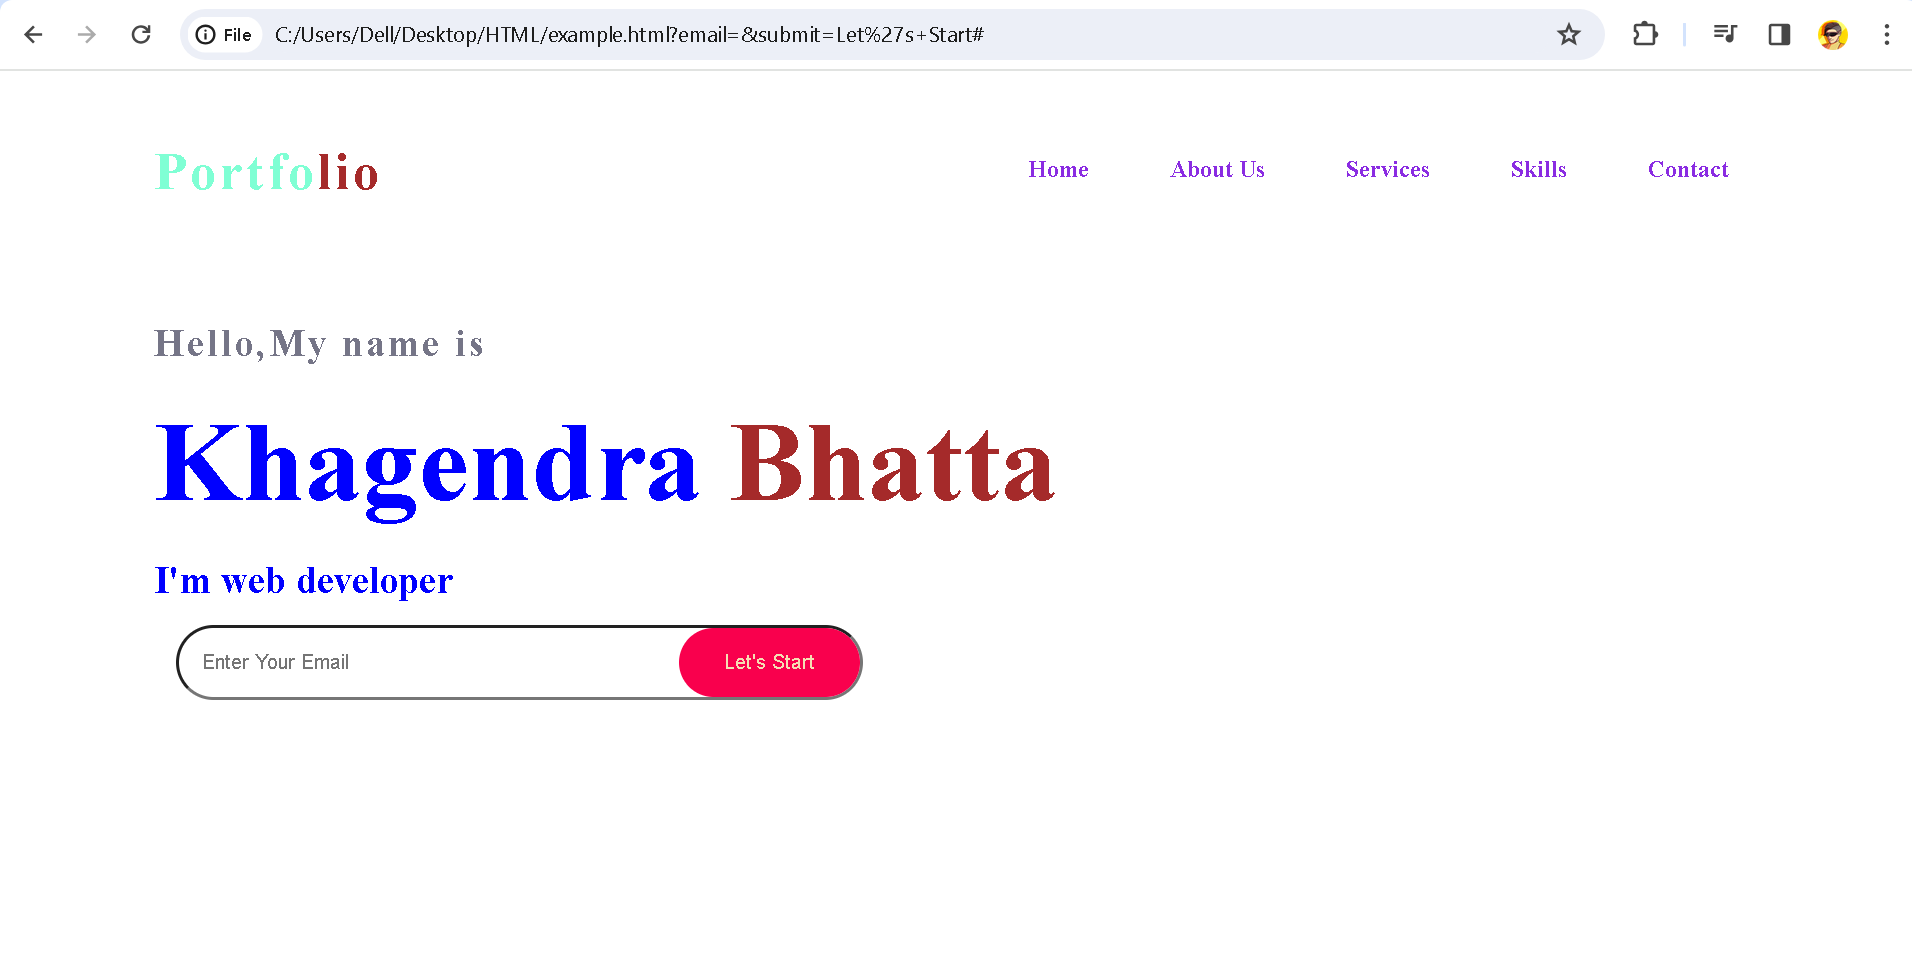 File C:/Users/Dell/Desktop/HTML/example.html?email=&submit=Let%27s+Start#
Portfolio Home About Us Services Skills Contact
Hello,My name is
Khagendra Bhatta
I'm web developer
Enter Your Email Let's Start